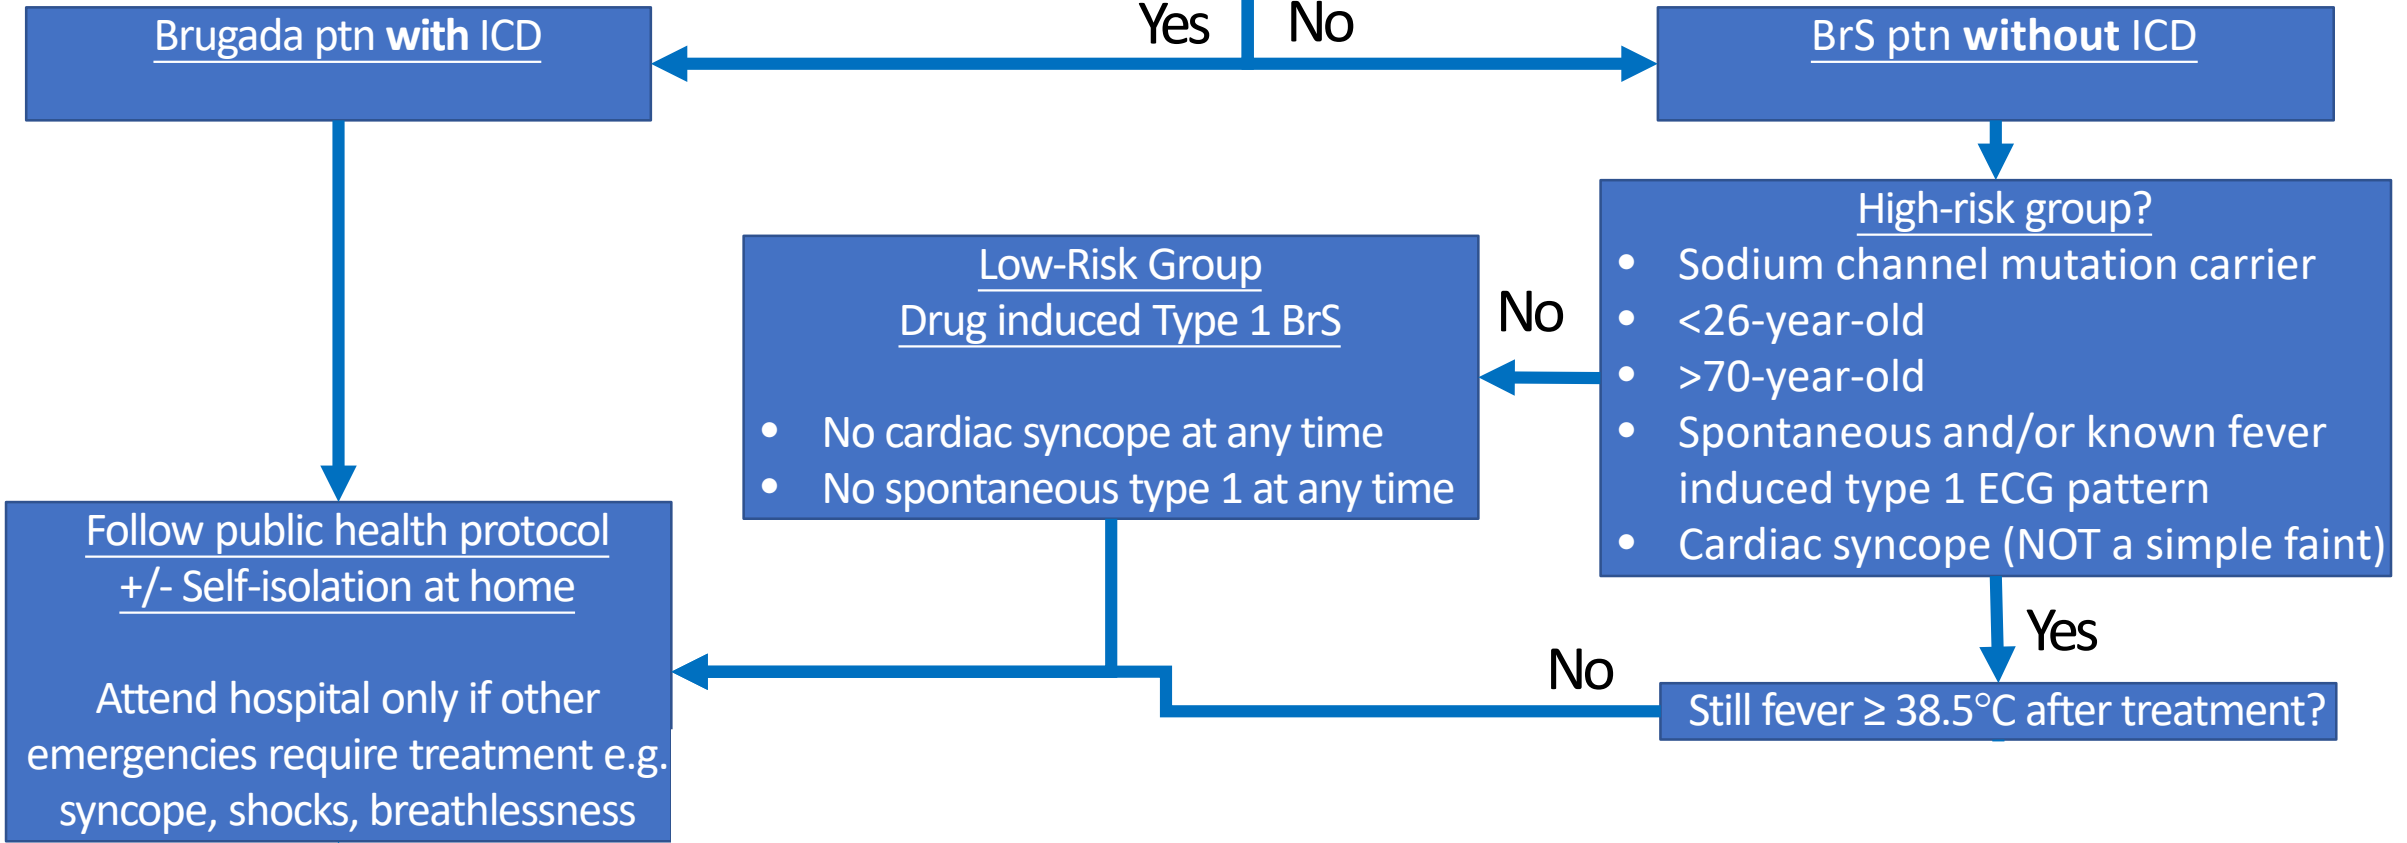 Yes
No
Brugada ptn with ICD
BrS ptn without ICD
High-risk group?
• Sodium channel mutation carrier
• <26-year-old
• >70-year-old
• Spontaneous and/or known fever
induced type 1 ECG pattern
• Cardiac syncope (NOT a simple faint)
No
Low-Risk Group
Drug induced Type 1 BrS
• No cardiac syncope at any time
• No spontaneous type 1 at any time
Yes
Still fever ≥ 38.5°C after treatment?
No
Follow public health protocol
+/- Self-isolation at home
Attend hospital only if other
emergencies require treatment e.g.
syncope, shocks, breathlessness